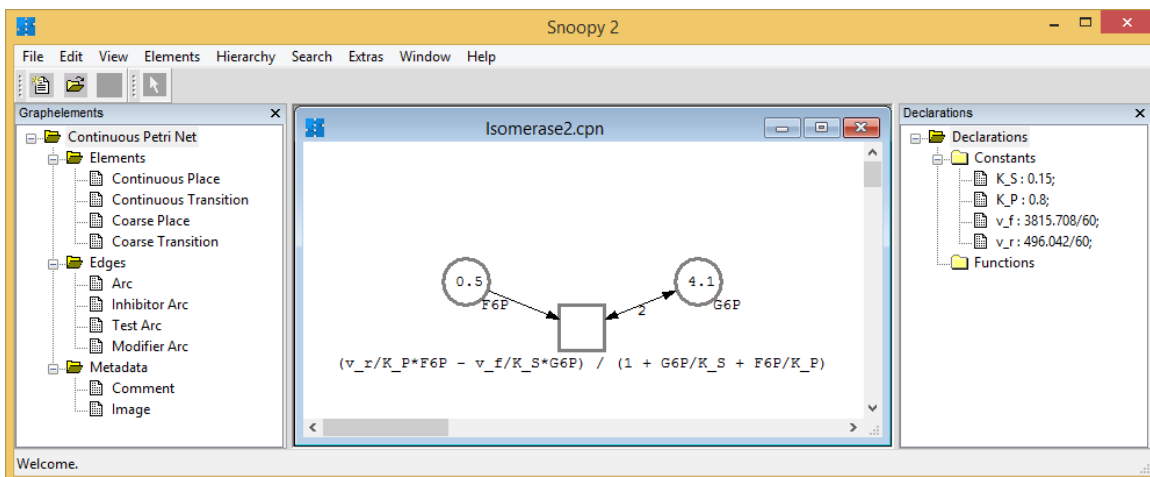 Snoopy 2
File Edit View Elements Hierarchy Search Extras Window Help
Graphelements
Continuous Petri Net
Elements
Continuous Place
Continuous Transition
Coarse Place
Coarse Transition
Edges
Arc
Inhibitor Arc
Test Arc
Modifier Arc
Metadata
Comment
Image
Isomerase2.cpn
0.5
F6P
2
4.1
G6P
(v_r/K_P*F6P - v_f/K_S*G6P) / (1 + G6P/K_S + F6P/K_P)
Declarations
Declarations
Constants
K_S : 0.15;
K_P : 0.8;
v_f : 3815.708/60;
v_r : 496.042/60;
Functions
Welcome.